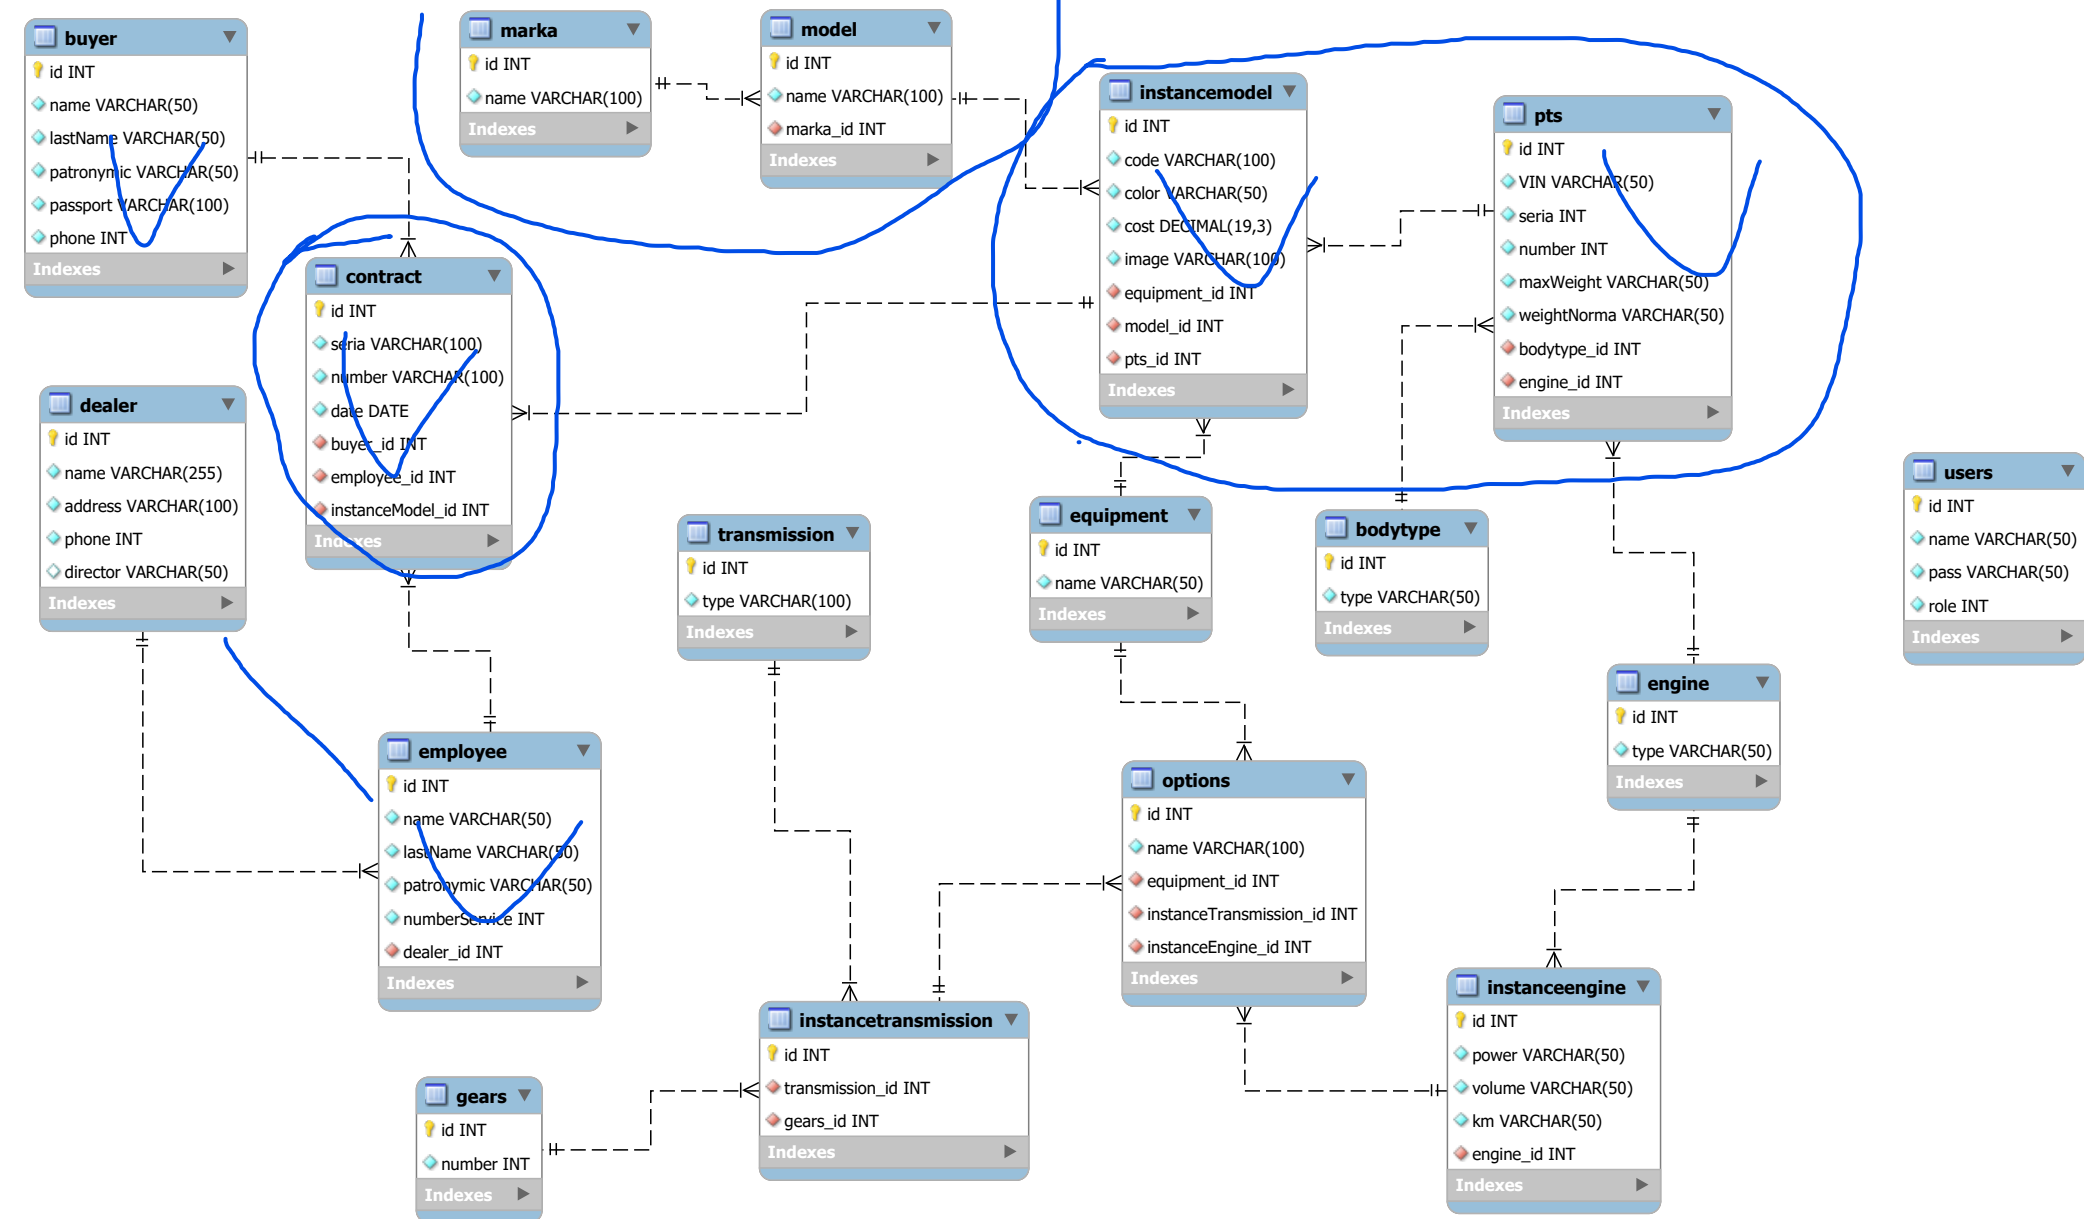 buyer
id INT
name VARCHAR(50)
lastName VARCHAR(50)
patronymic VARCHAR(50)
passport VARCHAR(100)
phone INT
Indexes
marka
id INT
name VARCHAR(100)
Indexes
model
id INT
name VARCHAR(100)
marka_id INT
Indexes
instancemodel
id INT
code VARCHAR(100)
color VARCHAR(50)
cost DECIMAL(19,3)
image VARCHAR(100)
equipment_id INT
model_id INT
pts_id INT
Indexes
pts
id INT
VIN VARCHAR(50)
seria INT
number INT
maxWeight VARCHAR(50)
weightNorma VARCHAR(50)
bodytype_id INT
engine_id INT
Indexes
contract
id INT
seria VARCHAR(100)
number VARCHAR(100)
date DATE
buyer_id INT
employee_id INT
instanceModel_id INT
Indexes
dealer
id INT
name VARCHAR(255)
address VARCHAR(100)
phone INT
director VARCHAR(50)
Indexes
transmission
id INT
type VARCHAR(100)
Indexes
equipment
id INT
name VARCHAR(50)
Indexes
bodytype
id INT
type VARCHAR(50)
Indexes
users
id INT
name VARCHAR(50)
pass VARCHAR(50)
role INT
Indexes
engine
id INT
type VARCHAR(50)
Indexes
employee
id INT
name VARCHAR(50)
lastName VARCHAR(50)
patronymic VARCHAR(50)
numberService INT
dealer_id INT
Indexes
options
id INT
name VARCHAR(100)
equipment_id INT
instanceTransmission_id INT
instanceEngine_id INT
Indexes
instancetransmission
id INT
transmission_id INT
gears_id INT
Indexes
instanceengine
id INT
power VARCHAR(50)
volume VARCHAR(50)
km VARCHAR(50)
engine_id INT
Indexes
gears
id INT
number INT
Indexes